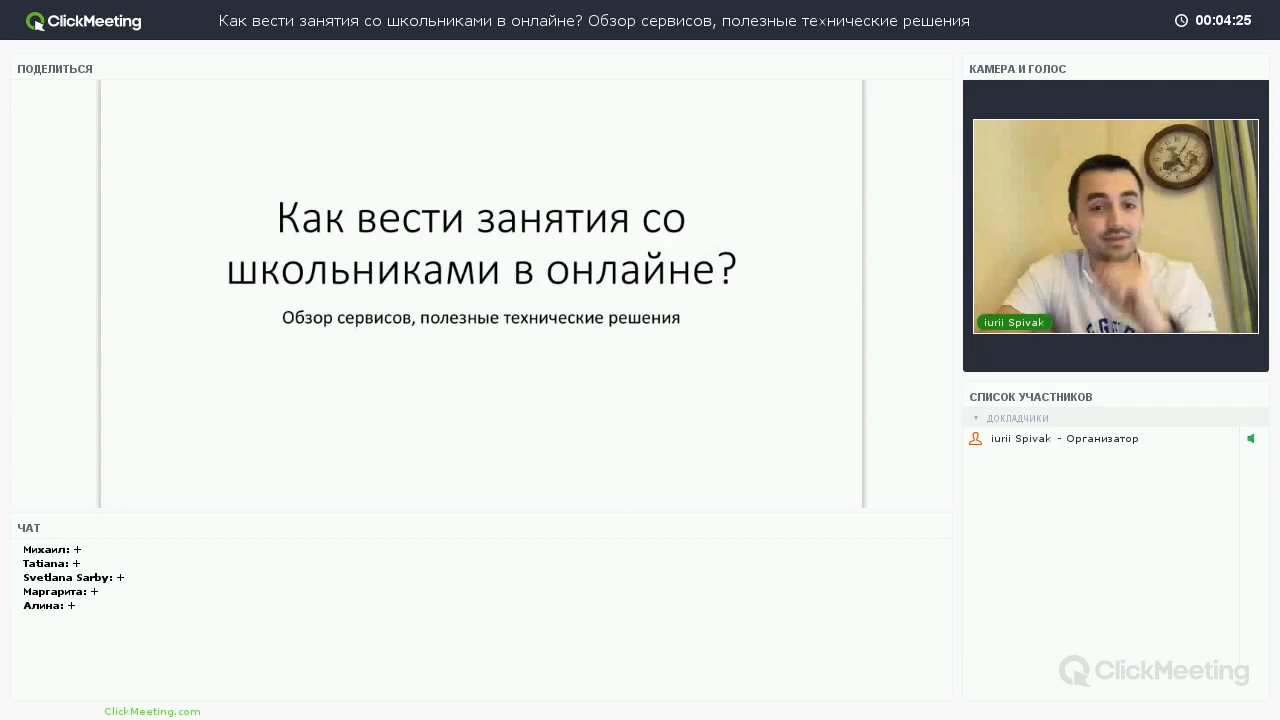 ClickMeeting
Как вести занятия со школьниками в онлайне? Обзор сервисов, полезные технические решения
00:04:25
ПОДЕЛИТЬСЯ
Как вести занятия со
школьниками в онлайне?
Обзор сервисов, полезные технические решения
КАМЕРА И ГОЛОС
iurii Spivak
СПИСОК УЧАСТНИКОВ
ДОКЛАДЧИКИ
iurii Spivak - Организатор
ЧАТ
Михаил: +
Tatiana: +
Svetlana Sarby: +
Маргарита: +
Алина: +
ClickMeeting
ClickMeeting.com